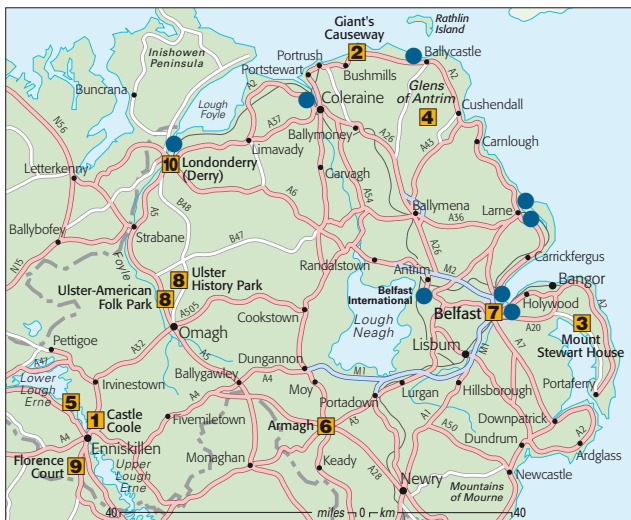 Giant's
Causeway
2
Rathlin
Island
Ballycastle
Inishowen
Peninsula
Portrush
Portstewart
Bushmills
A2
Buncrana
Glens
of Antrim
Lough
Foyle
A2
Coleraine
4
Cushendall
N56
A37
Ballymoney
A26
Carnlough
A43
Letterkenny
10
Londonderry
(Derry)
Limavady
Garvagh
A6
A54
Ballymena
A36
Larne
Ballybofey
A5
B48
Strabane
B47
N15
Foyle
Randalstown
Antrim
A26
M2
Carrickfergus
8
Ulster
History Park
Ulster-American
Folk Park
8
Belfast
International
Bangor
Holywood
A2
A505
Cookstown
Lough
Neagh
Belfast
7
A20
3
Mount
Stewart House
Omagh
Pettigoe
A32
A5
Dungannon
Lisburn
M1
A7
A47
Lower
Lough
Erne
Irvinestown
Ballygawley
A4
M1
Moy
Portadown
Lurgan
Hillsborough
Portaferry
5
1
Castle
Coole
A4
Fivemiletown
Armagh
6
A3
A1
A50
Downpatrick
A4
Enniskillen
Dundrum
A2
Ardglass
Florence
Court
9
Upper
Lough
Erne
Monaghan
Keady
A28
Newry
Mountains
of Mourne
Newcastle
40 miles 0 km 40